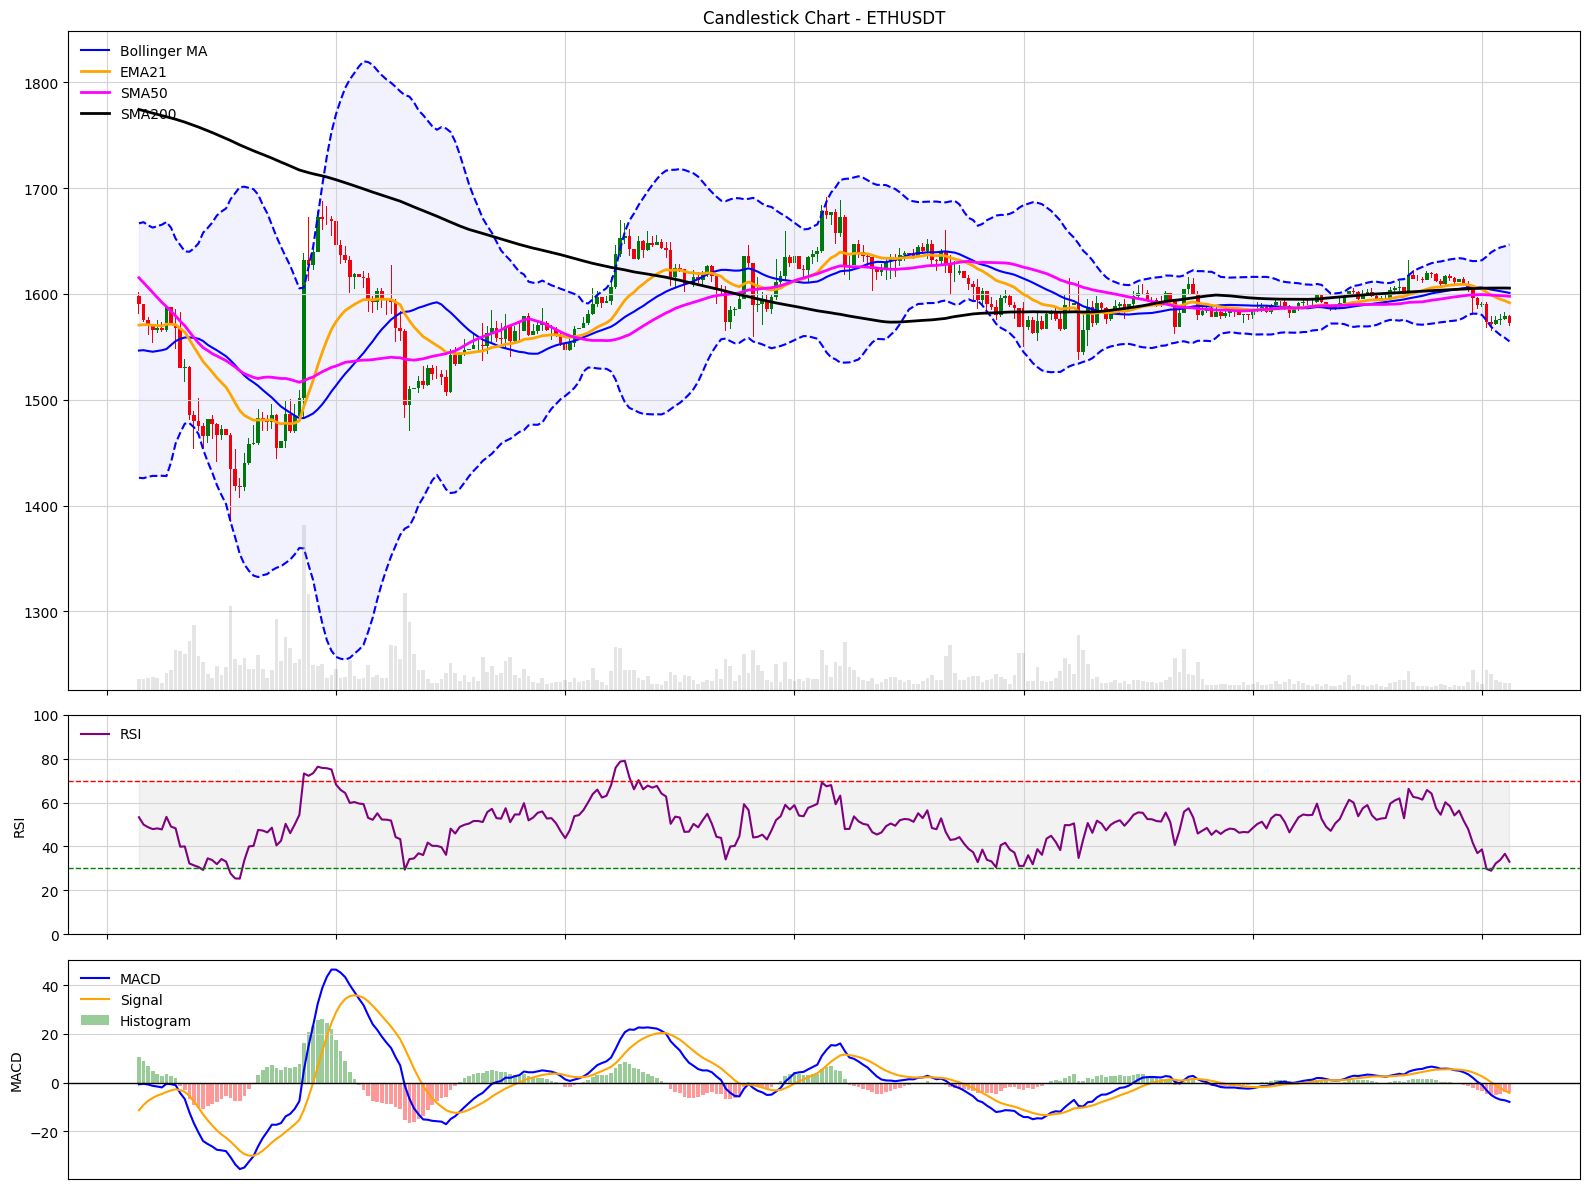 Candlestick Chart - ETHUSDT
Bollinger MA
EMA21
SMA50
SMA200
1800
1700
1600
1500
1400
1300
RSI
100
80
60
40
20
0
RSI
MACD
Signal
Histogram
40
20
0
−20
MACD